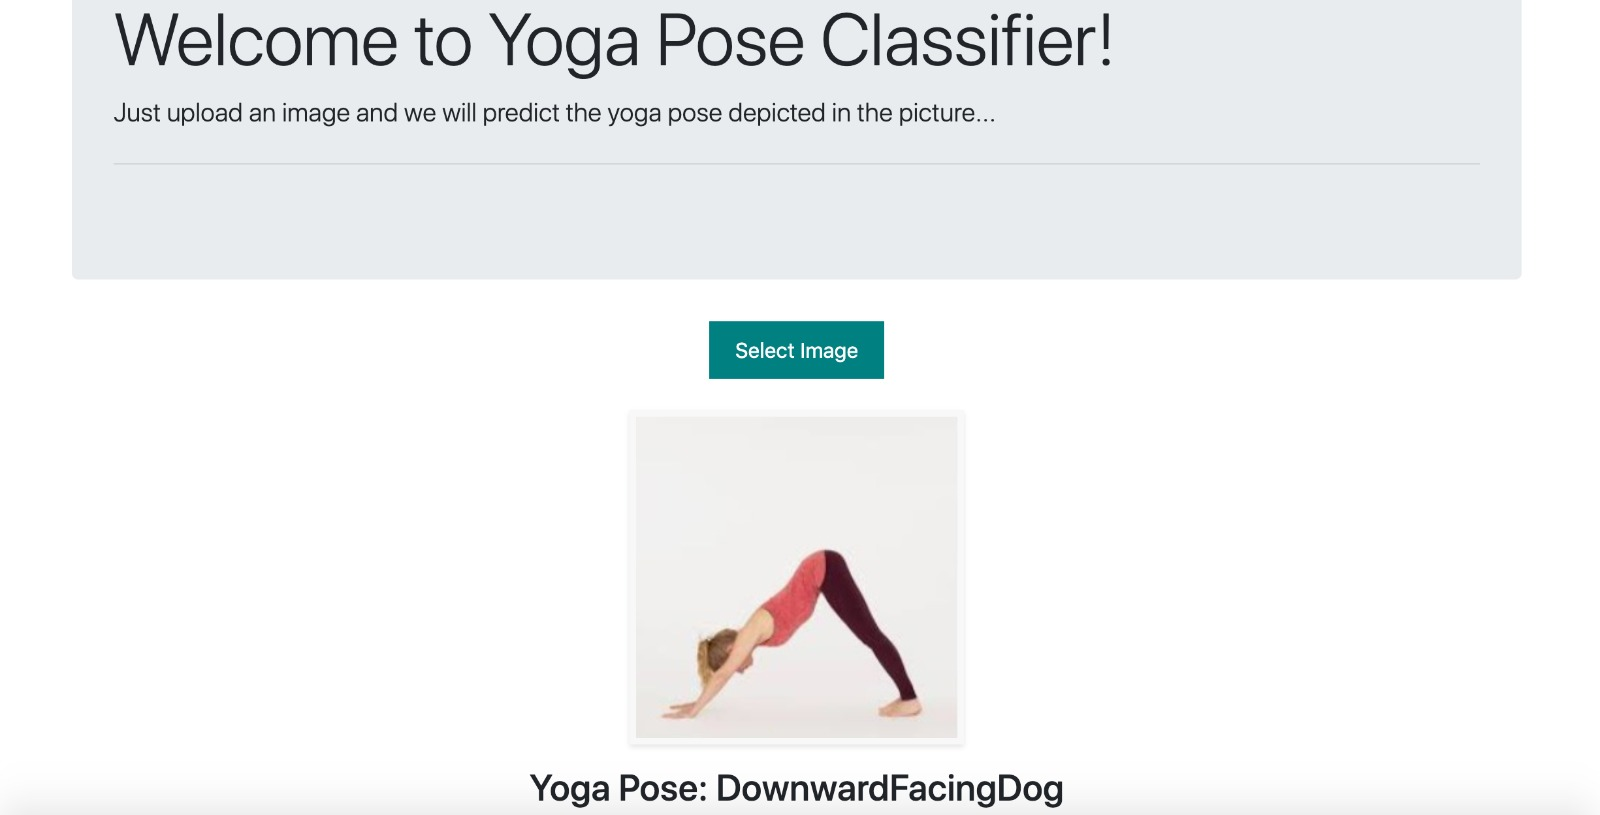 Welcome to Yoga Pose Classifier!
Just upload an image and we will predict the yoga pose depicted in the picture...
Select Image
Yoga Pose: DownwardFacingDog